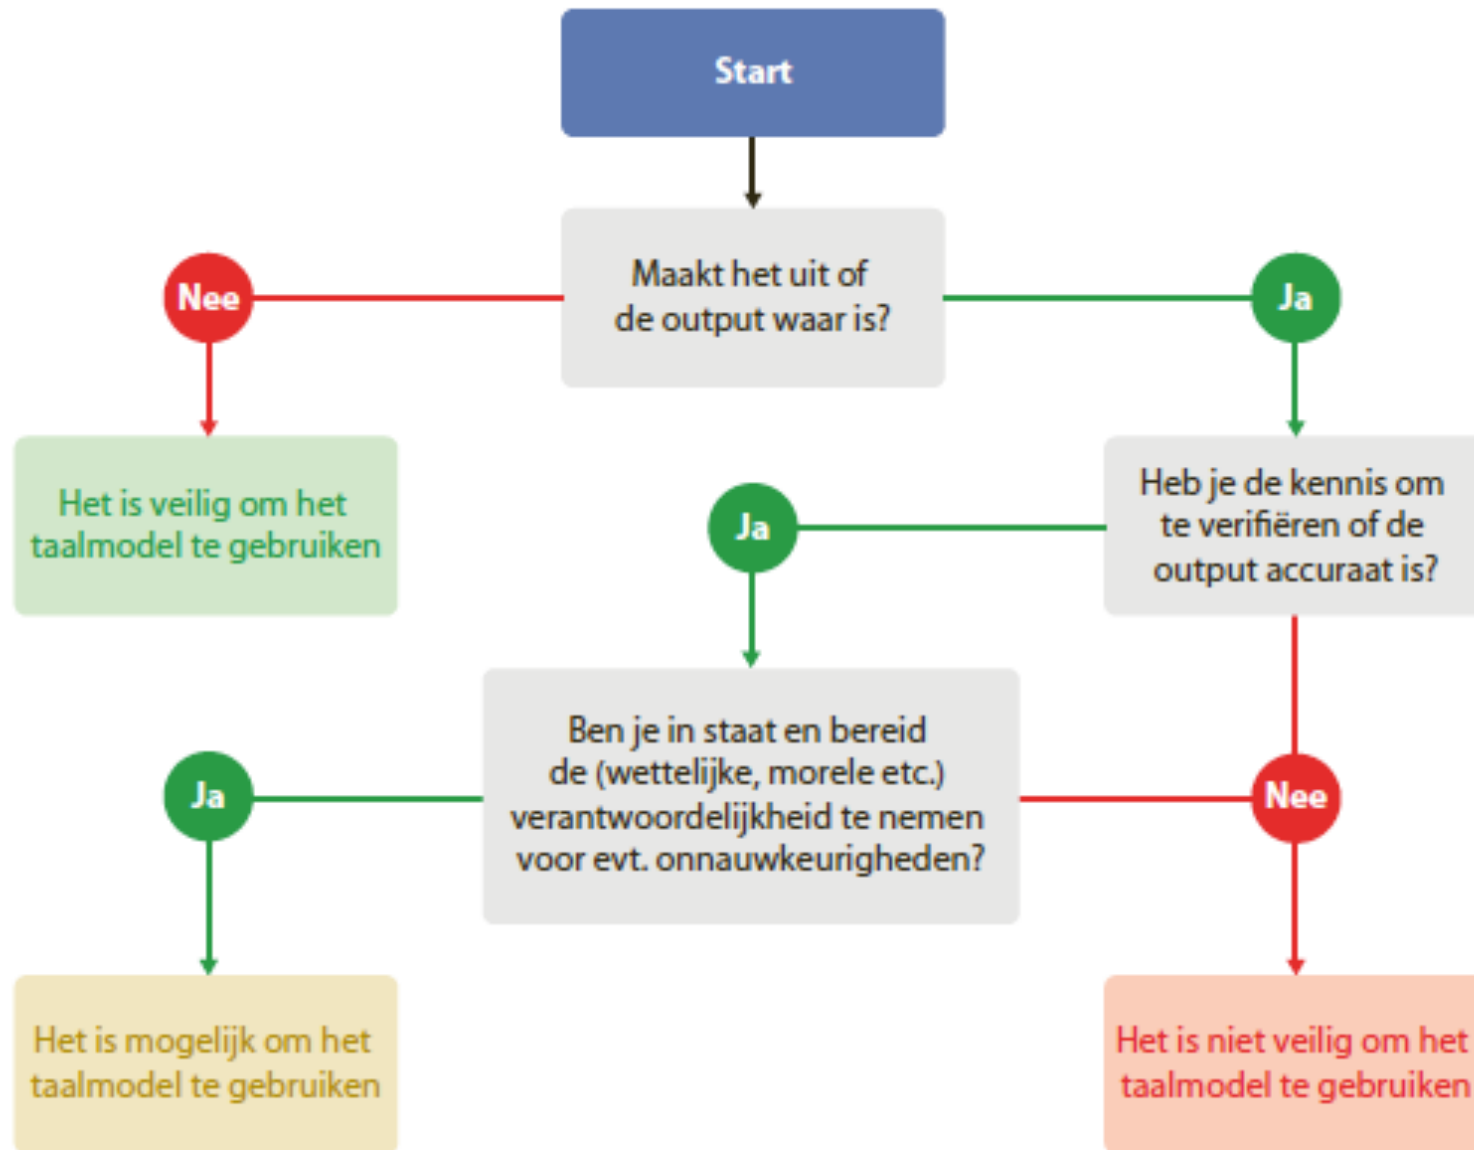 Start
Maakt het uit of
de output waar is?
Nee
Ja
Het is veilig om het
taalmodel te gebruiken
Heb je de kennis om
te verifiëren of de
output accuraat is?
Ja
Ben je in staat en bereid
de (wettelijke, morele etc.)
verantwoordelijkheid te nemen
voor evt. onnauwkeurigheden?
Ja
Nee
Het is mogelijk om het
taalmodel te gebruiken
Het is niet veilig om het
taalmodel te gebruiken